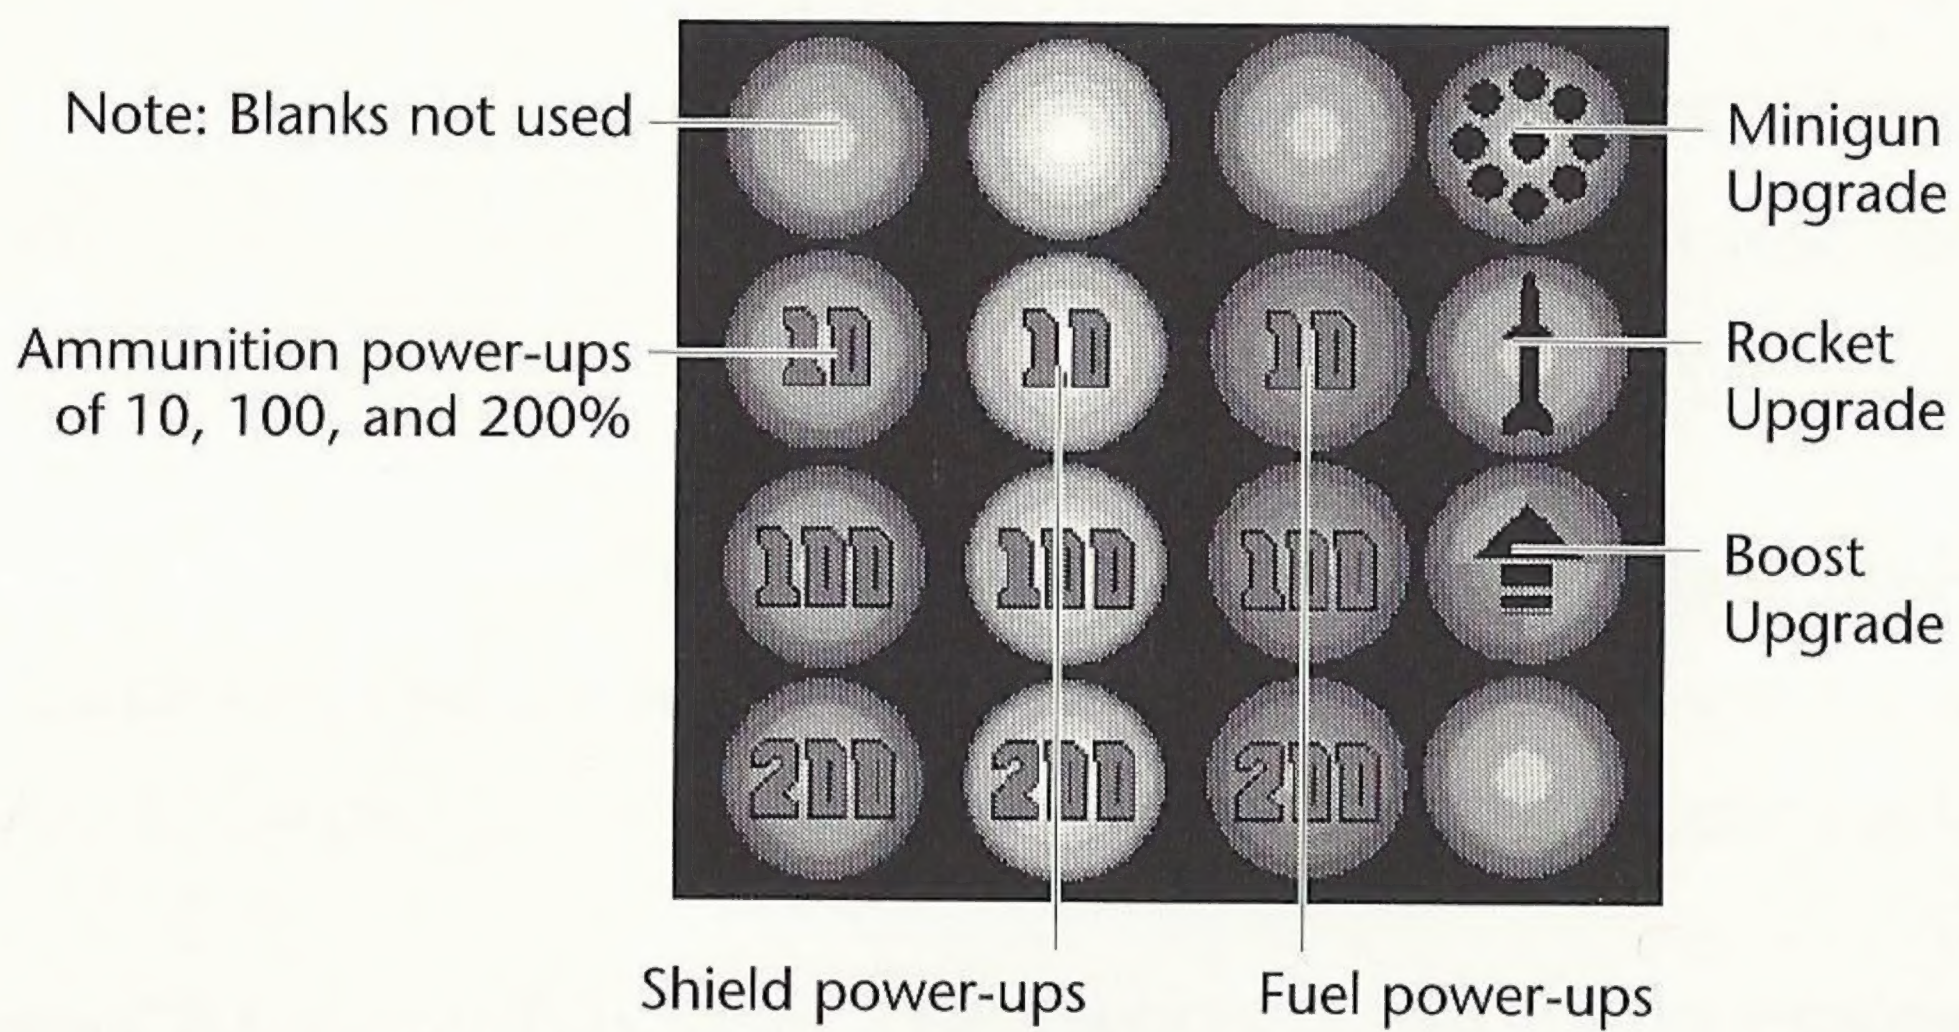 Note: Blanks not used
Minigun
Upgrade
Ammunition power-ups
of 10, 100, and 200%
10 10 10
Rocket
Upgrade
100 100 100
Boost
Upgrade
200 200 200
Shield power-ups
Fuel power-ups